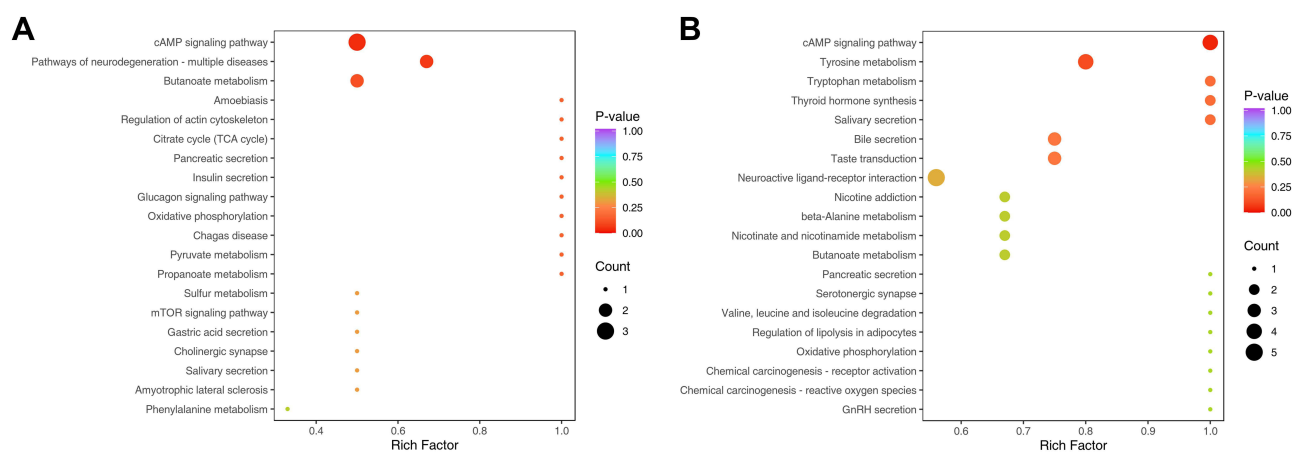 A
cAMP signaling pathway
Pathways of neurodegeneration - multiple diseases
Butanoate metabolism
Amoebiasis
Regulation of actin cytoskeleton
Citrate cycle (TCA cycle)
Pancreatic secretion
Insulin secretion
Glucagon signaling pathway
Oxidative phosphorylation
Chagas disease
Pyruvate metabolism
Propanoate metabolism
Sulfur metabolism
mTOR signaling pathway
Gastric acid secretion
Cholinergic synapse
Salivary secretion
Amyotrophic lateral sclerosis
Phenylalanine metabolism
0.4 0.6 0.8 1.0
Rich Factor
P-value
1.00
0.75
0.50
0.25
0.00
Count
1
2
3
B
cAMP signaling pathway
Tyrosine metabolism
Tryptophan metabolism
Thyroid hormone synthesis
Salivary secretion
Bile secretion
Taste transduction
Neuroactive ligand-receptor interaction
Nicotine addiction
beta-Alanine metabolism
Nicotinate and nicotinamide metabolism
Butanoate metabolism
Pancreatic secretion
Serotonergic synapse
Valine, leucine and isoleucine degradation
Regulation of lipolysis in adipocytes
Oxidative phosphorylation
Chemical carcinogenesis - receptor activation
Chemical carcinogenesis - reactive oxygen species
GnRH secretion
0.6 0.7 0.8 0.9 1.0
Rich Factor
P-value
1.00
0.75
0.50
0.25
0.00
Count
1
2
3
4
5